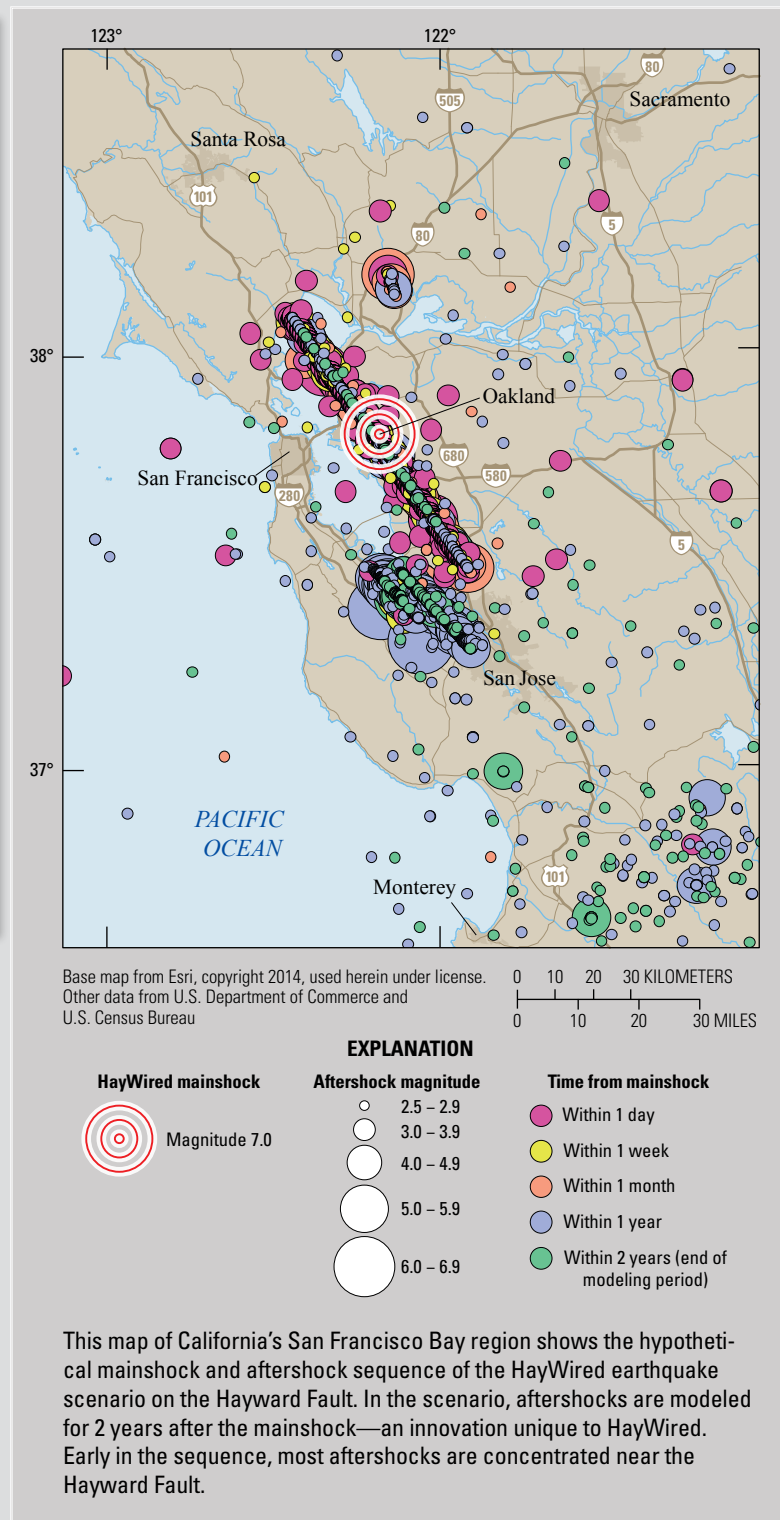 123°
122°
80
505
Sacramento
Santa Rosa
101
5
80
38°
Oakland
680
San Francisco
580
280
5
San Jose
37°
PACIFIC
OCEAN
101
Monterey
Base map from Esri, copyright 2014, used herein under license.
Other data from U.S. Department of Commerce and
U.S. Census Bureau
0 10 20 30 KILOMETERS
0 10 20 30 MILES
EXPLANATION
HayWired mainshock
Magnitude 7.0
Aftershock magnitude
2.5 – 2.9
3.0 – 3.9
4.0 – 4.9
5.0 – 5.9
6.0 – 6.9
Time from mainshock
Within 1 day
Within 1 week
Within 1 month
Within 1 year
Within 2 years (end of
modeling period)
This map of California’s San Francisco Bay region shows the hypotheti-
cal mainshock and aftershock sequence of the HayWired earthquake
scenario on the Hayward Fault. In the scenario, aftershocks are modeled
for 2 years after the mainshock—an innovation unique to HayWired.
Early in the sequence, most aftershocks are concentrated near the
Hayward Fault.